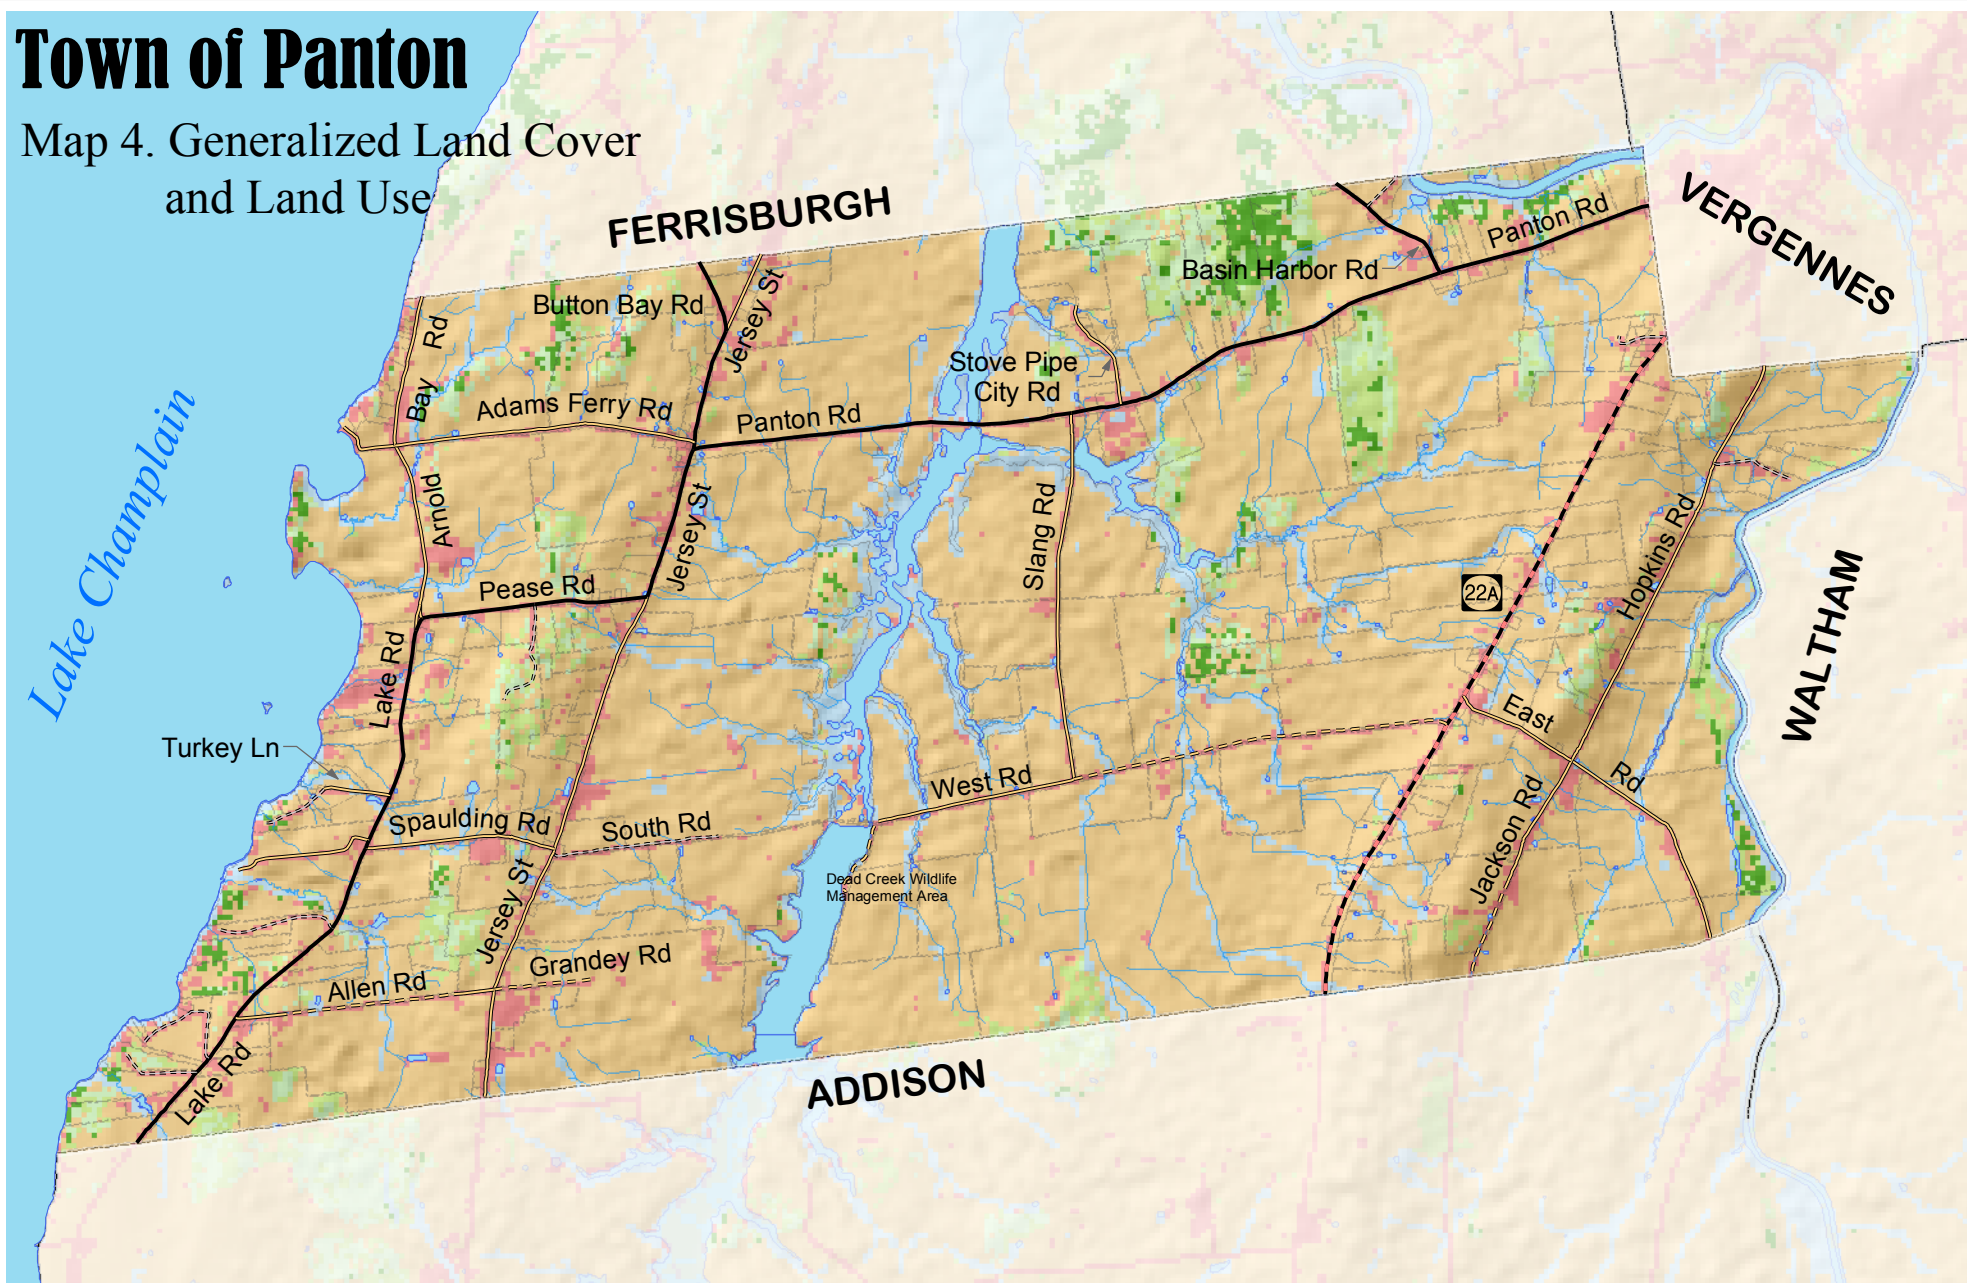 Town of Panton
Map 4. Generalized Land Cover
and Land Use
FERRISBURGH
VERGENNES
Panton Rd
Basin Harbor Rd
Button Bay Rd
Jersey St
Bay Rd
Stove Pipe
City Rd
Adams Ferry Rd
Panton Rd
Lake Champlain
Arnold
Jersey St
Slang Rd
Hopkins Rd
WALTHAM
Pease Rd
22A
Lake Rd
East Rd
Turkey Ln
West Rd
Spaulding Rd
South Rd
Jackson Rd
Dead Creek Wildlife
Management Area
Jersey St
Grandey Rd
Allen Rd
Lake Rd
ADDISON